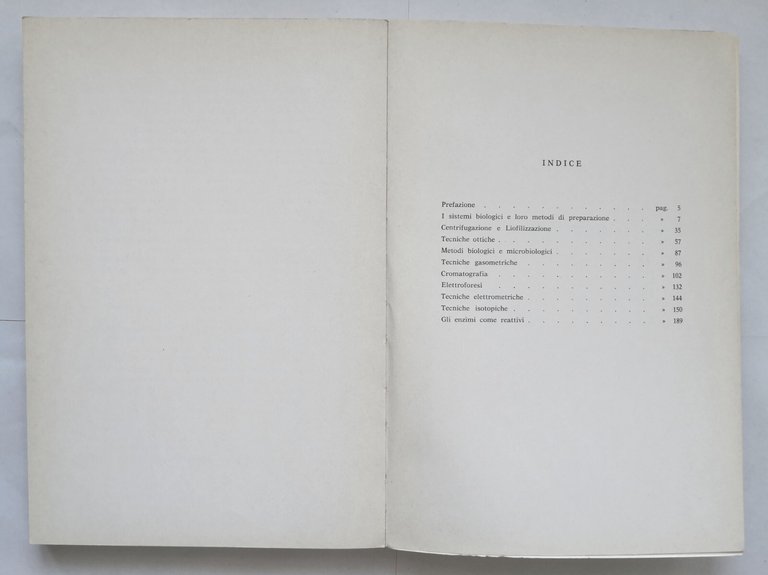 INDICE
Prefazione . . . . . . . . . . . . pag. 5
I sistemi biologici e loro metodi di preparazione . . . » 7
Centrifugazione e Liofilizzazione . . . . . . . » 35
Tecniche ottiche . . . . . . . . . . . » 57
Metodi biologici e microbiologici . . . . . . . » 87
Tecniche gasometriche . . . . . . . . . » 96
Cromatografia . . . . . . . . . . . » 102
Elettroforesi . . . . . . . . . . . . » 132
Tecniche elettrometriche . . . . . . . . . » 144
Tecniche isotopiche . . . . . . . . . . » 150
Gli enzimi come reattivi . . . . . . . . . » 189